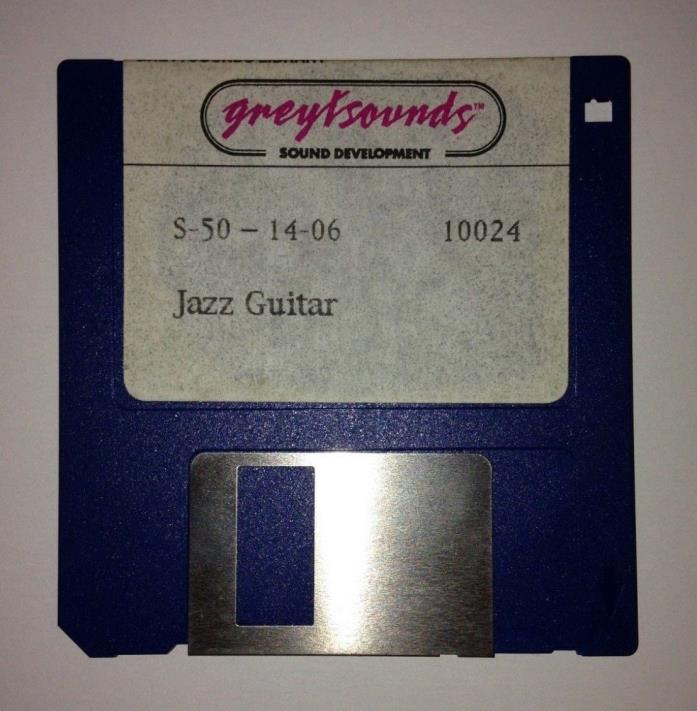 greytsounds™
SOUND DEVELOPMENT
S-50 – 14-06 10024
Jazz Guitar